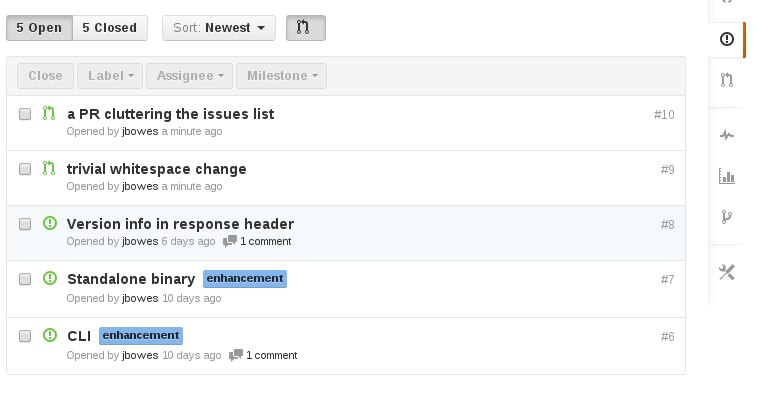 5 Open 5 Closed Sort: Newest
Close Label Assignee Milestone
a PR cluttering the issues list #10
Opened by jbowes a minute ago
trivial whitespace change #9
Opened by jbowes a minute ago
Version info in response header #8
Opened by jbowes 6 days ago 1 comment
Standalone binary enhancement #7
Opened by jbowes 10 days ago
CLI enhancement #6
Opened by jbowes 10 days ago 1 comment